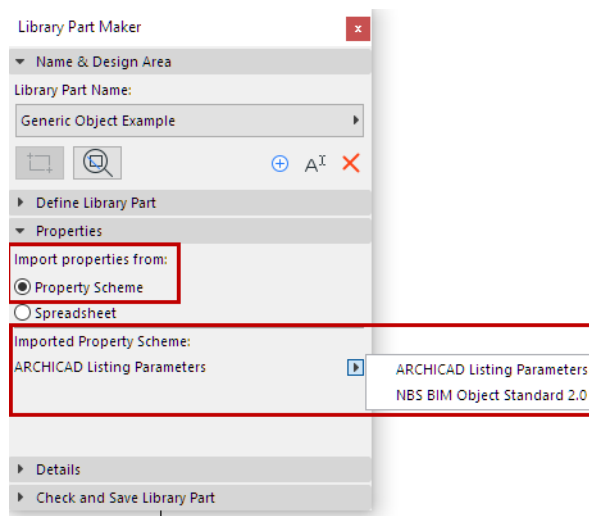 Library Part Maker
x
Name & Design Area
Library Part Name:
Generic Object Example
A
Define Library Part
Properties
Import properties from:
Property Scheme
Spreadsheet
Imported Property Scheme:
ARCHICAD Listing Parameters
ARCHICAD Listing Parameters
NBS BIM Object Standard 2.0
Details
Check and Save Library Part